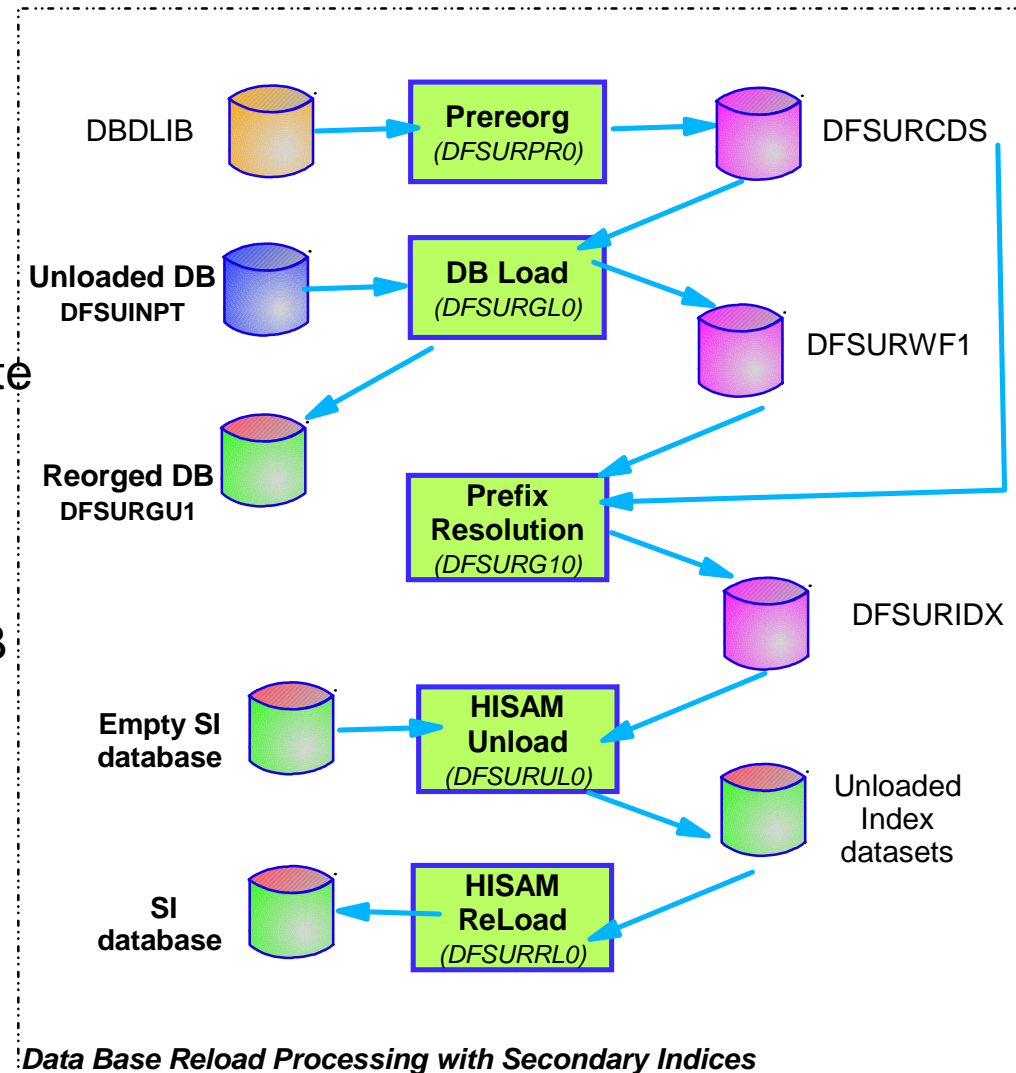 DBDLIB
Prereorg
(DFSURPR0)
DFSURCDS
Unloaded DB
DFSUINPT
DB Load
(DFSURGL0)
DFSURWF1
te
Reorged DB
DFSURGU1
Prefix
Resolution
(DFSURG10)
DFSURIDX
Empty SI
database
HISAM
Unload
(DFSURUL0)
Unloaded
Index
datasets
SI
database
HISAM
ReLoad
(DFSURRL0)
Data Base Reload Processing with Secondary Indices